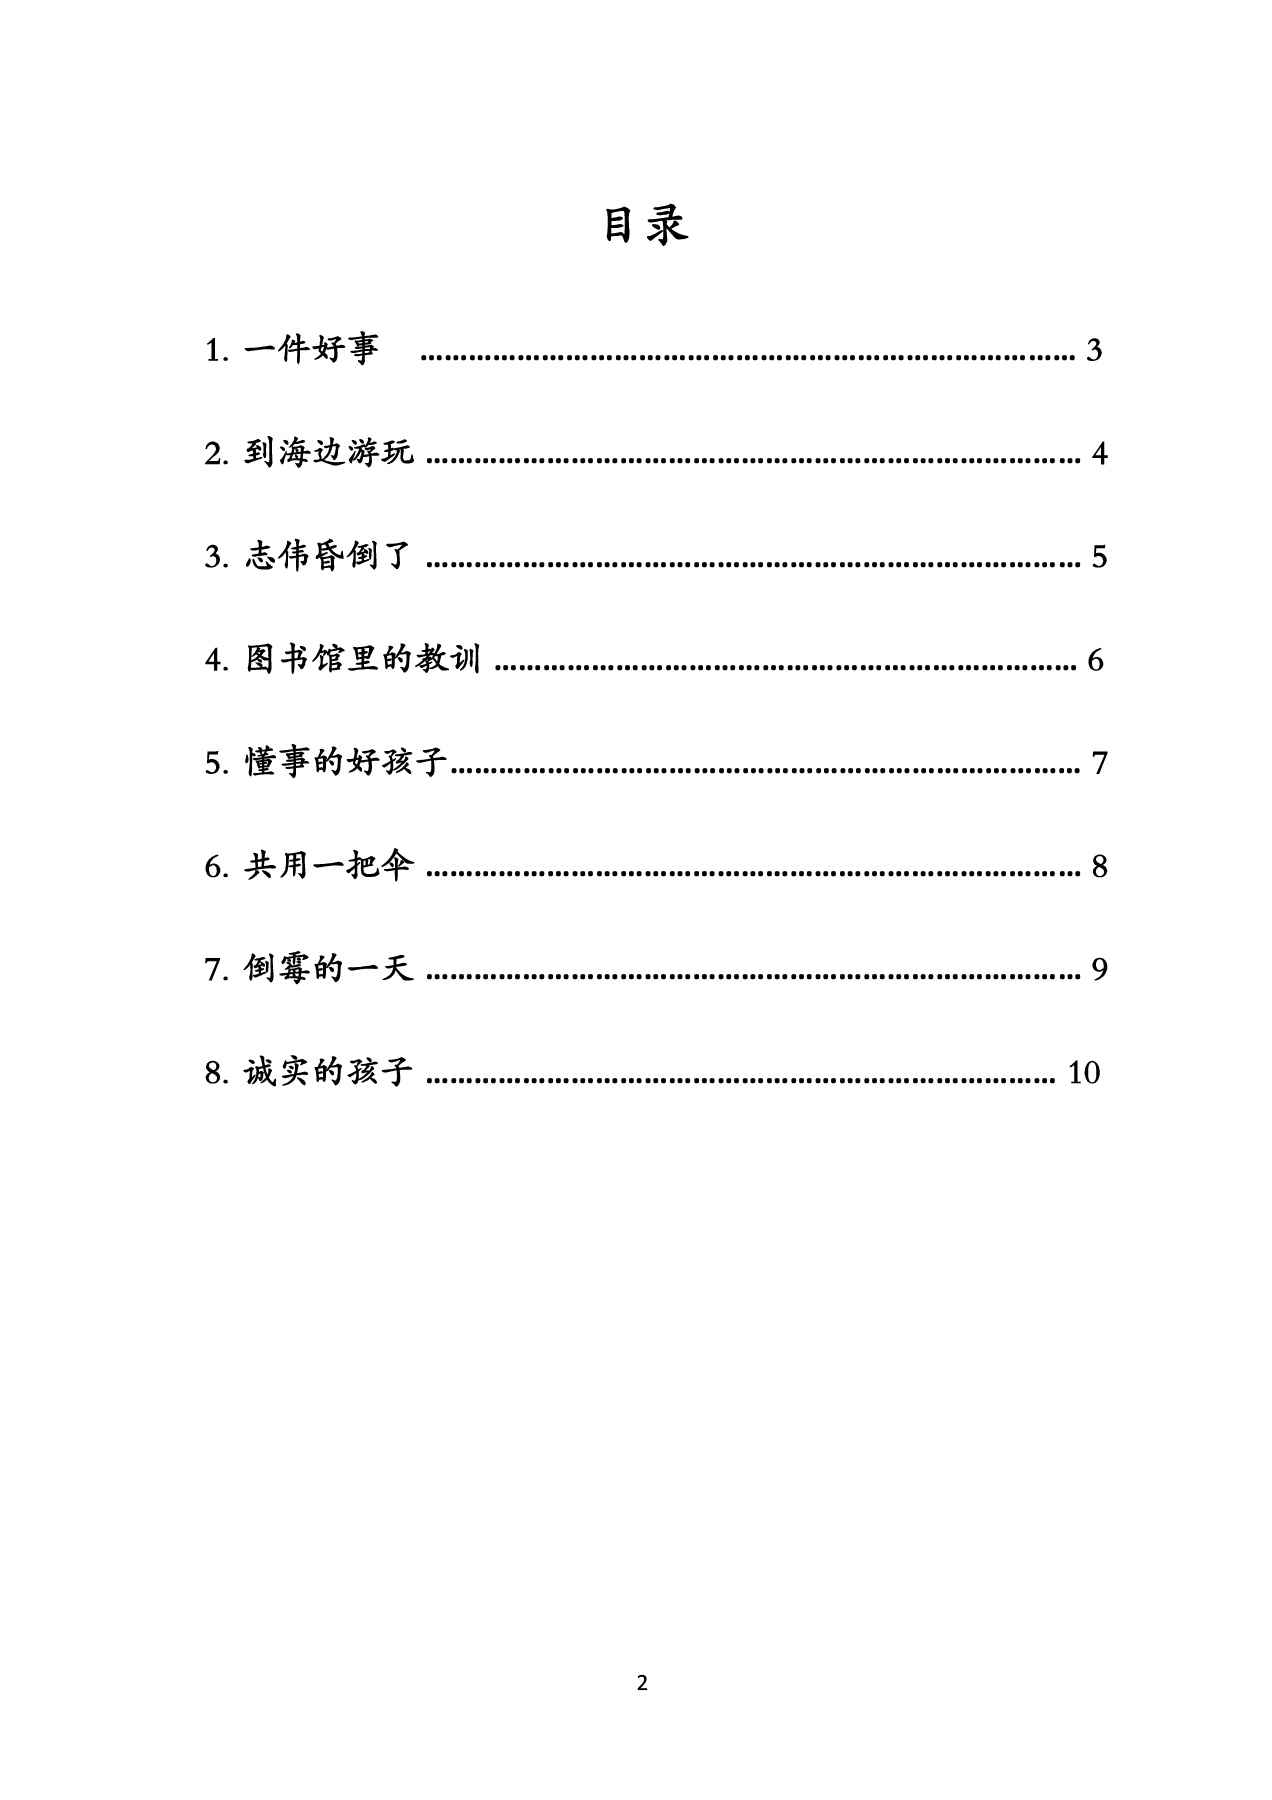 目录
1. 一件好事 ........................................................................ 3
2. 到海边游玩 ........................................................................ 4
3. 志伟昏倒了 ........................................................................ 5
4. 图书馆里的教训 ................................................................ 6
5. 懂事的好孩子..................................................................... 7
6. 共用一把伞 ........................................................................ 8
7. 倒霉的一天 ........................................................................ 9
8. 诚实的孩子 ..................................................................... 10
2